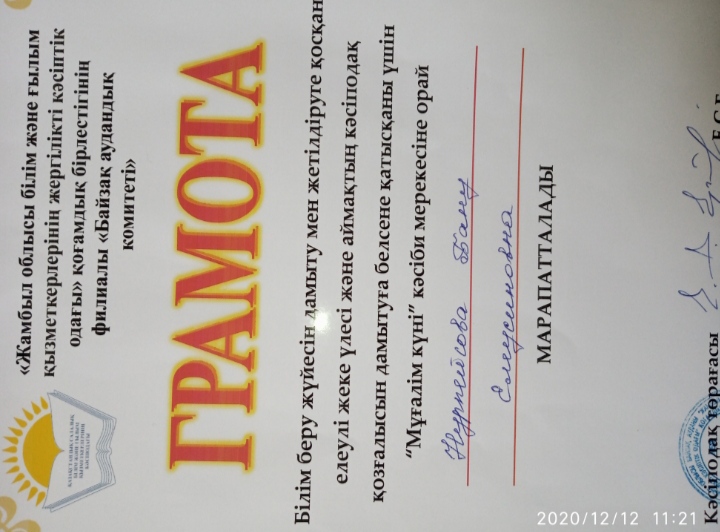 «Жамбыл облысы білім және ғылым
қызметкерлерінің жергілікті кәсіптік
одағы» қоғамдық бірлестігінің
филиалы «Байзақ аудандық
комитеті»
ГРАМОТА
Білім беру жүйесін дамыту мен жетілдіруге қосқан
елеулі жеке үлесі және аймақтың кәсіподақ
қозғалысын дамытуға белсене қатысқаны үшін
“Мұғалім күні” кәсіби мерекесіне орай
Нурпейсова Бану
Елеусиновна
МАРАПАТТАЛАДЫ
Кәсіподақ төрағасы
2020/12/12 11:21